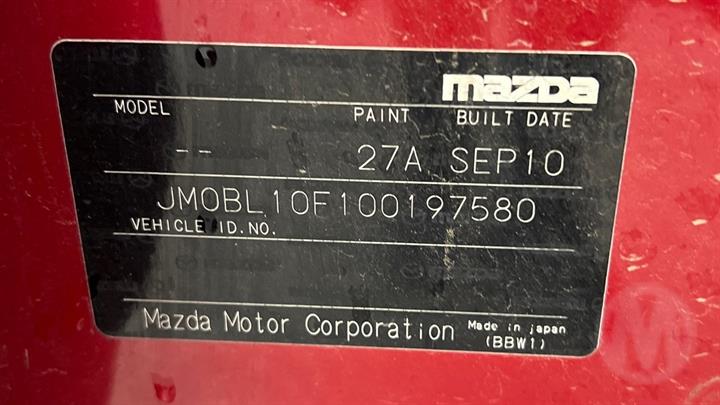 mazda
MODEL PAINT BUILT DATE
-- 27A SEP10
JM0BL10F100197580
VEHICLE ID.NO.
Mazda Motor Corporation Made in japan
(BBW1)
M